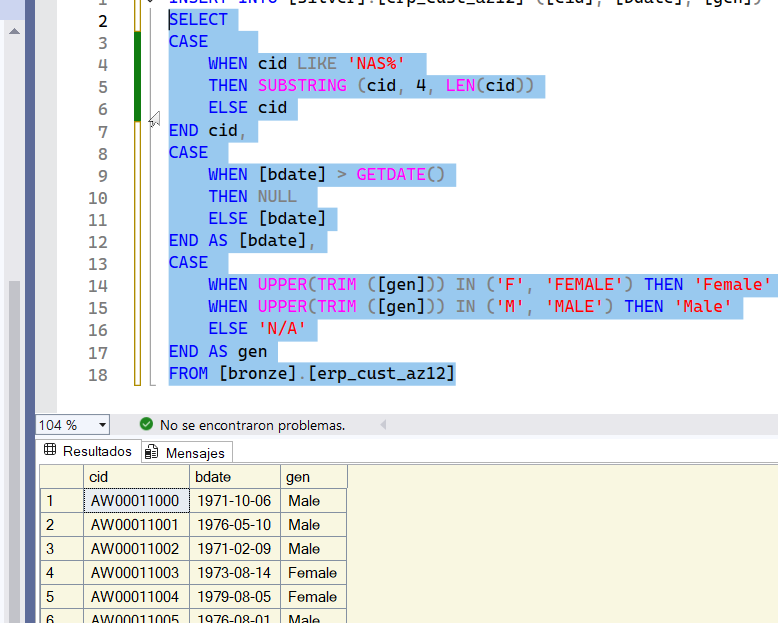 1 INSERT INTO [silver].[erp_cust_az12] ([cid], [bdate], [gen])
2 SELECT
3 CASE
4 WHEN cid LIKE 'NAS%'
5 THEN SUBSTRING (cid, 4, LEN(cid))
6 ELSE cid
7 END cid,
8 CASE
9 WHEN [bdate] > GETDATE()
10 THEN NULL
11 ELSE [bdate]
12 END AS [bdate],
13 CASE
14 WHEN UPPER(TRIM ([gen])) IN ('F', 'FEMALE') THEN 'Female'
15 WHEN UPPER(TRIM ([gen])) IN ('M', 'MALE') THEN 'Male'
16 ELSE 'N/A'
17 END AS gen
18 FROM [bronze].[erp_cust_az12]
104 % No se encontraron problemas.
Resultados Mensajes
cid bdate gen
1 AW00011000 1971-10-06 Male
2 AW00011001 1976-05-10 Male
3 AW00011002 1971-02-09 Male
4 AW00011003 1973-08-14 Female
5 AW00011004 1979-08-05 Female
6 AW00011005 1976-08-01 Male